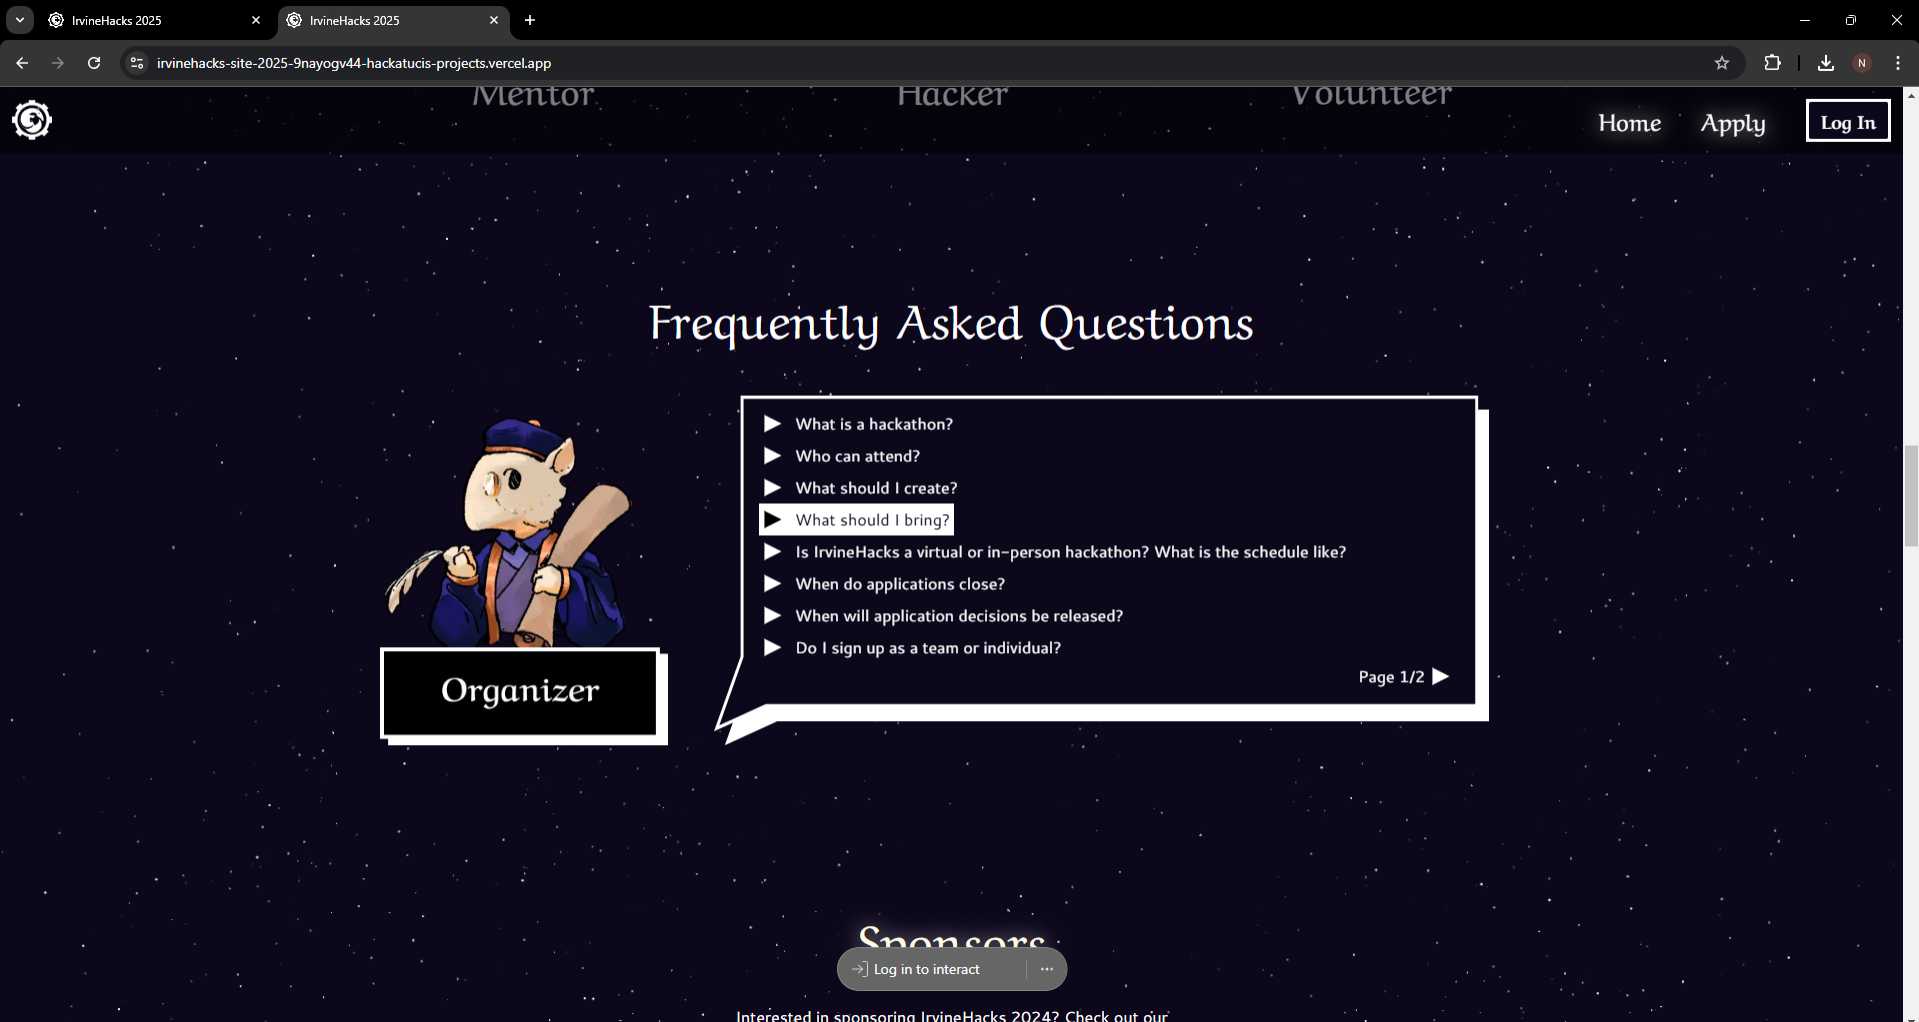 IrvineHacks 2025
IrvineHacks 2025
irvinehacks-site-2025-9nayogv44-hackatucis-projects.vercel.app
N
Mentor
Hacker
Volunteer
Home
Apply
Log In
Frequently Asked Questions
What is a hackathon?
Who can attend?
What should I create?
What should I bring?
Is IrvineHacks a virtual or in-person hackathon? What is the schedule like?
When do applications close?
When will application decisions be released?
Do I sign up as a team or individual?
Page 1/2
Organizer
Sponsors
Log in to interact
Interested in sponsoring IrvineHacks 2024? Check out our